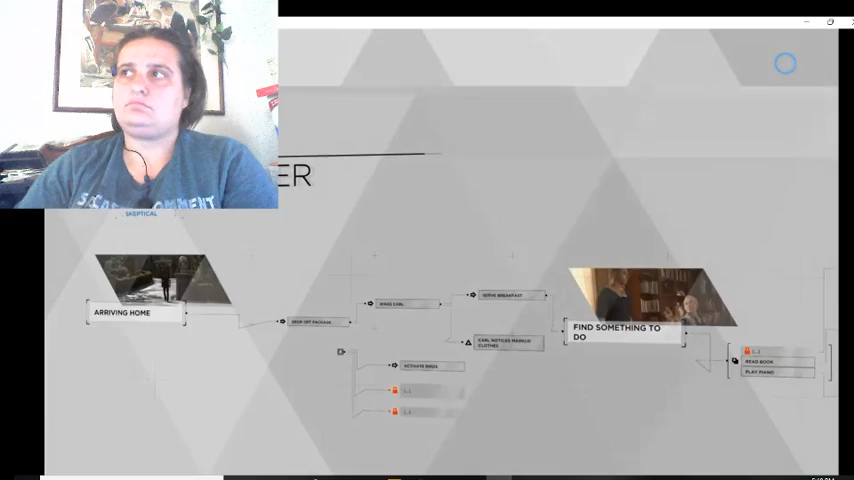 ER
SKEPTICAL
ARRIVING HOME
DROP OFF PACKAGE
WAKE CARL
SERVE BREAKFAST
CARL NOTICES MARKUS'
CLOTHES
ACTIVATE BIRDS
[...]
[...]
FIND SOMETHING TO
DO
[...]
READ BOOK
PLAY PIANO